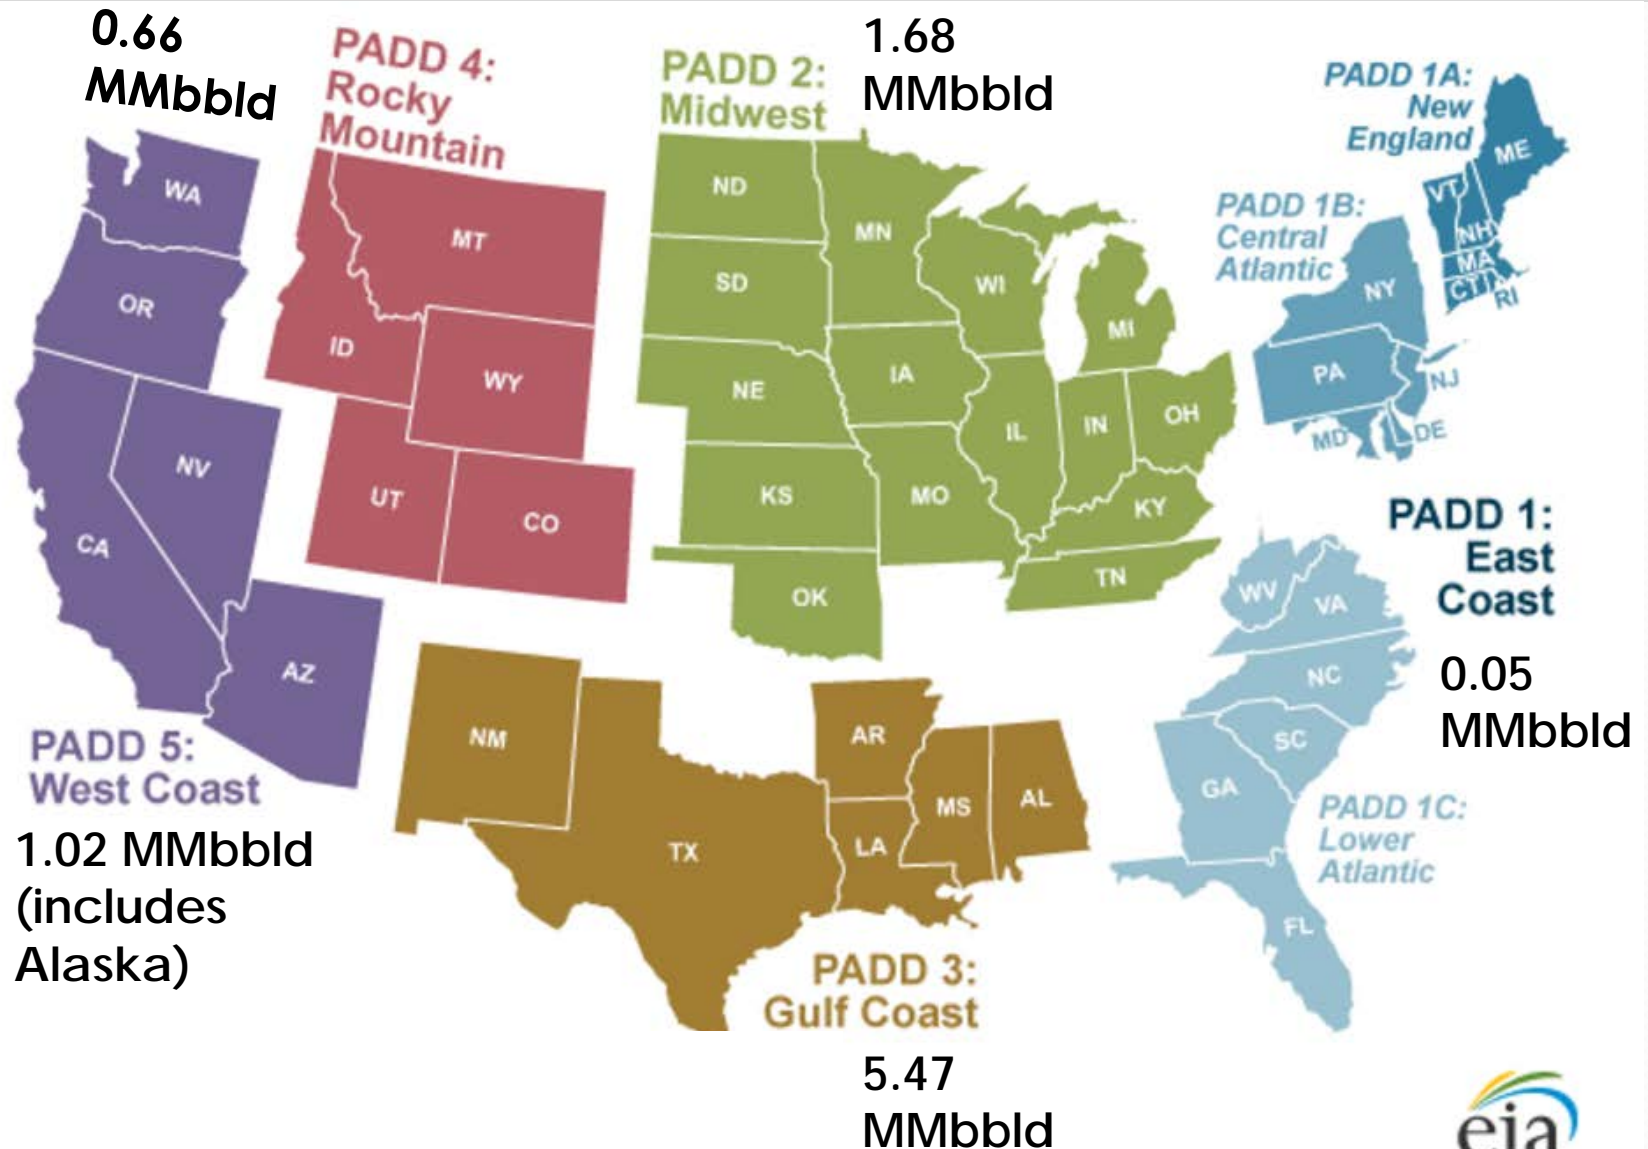 0.66
MMbbld
PADD 4:
Rocky
Mountain
PADD 2:
Midwest
1.68
MMbbld
PADD 1A:
New
England
PADD 1B:
Central
Atlantic
WA
OR
CA
NV
AZ
MT
ID
WY
UT
CO
ND
SD
NE
KS
OK
MN
IA
MO
WI
IL
IN
MI
OH
KY
TN
ME
VT
NH
MA
CT
RI
NY
PA
NJ
MD
DE
PADD 1:
East
Coast
0.05
MMbbld
WV
VA
NC
SC
GA
FL
PADD 1C:
Lower
Atlantic
PADD 5:
West Coast
1.02 MMbbld
(includes
Alaska)
NM
TX
AR
LA
MS
AL
PADD 3:
Gulf Coast
5.47
MMbbld
eia